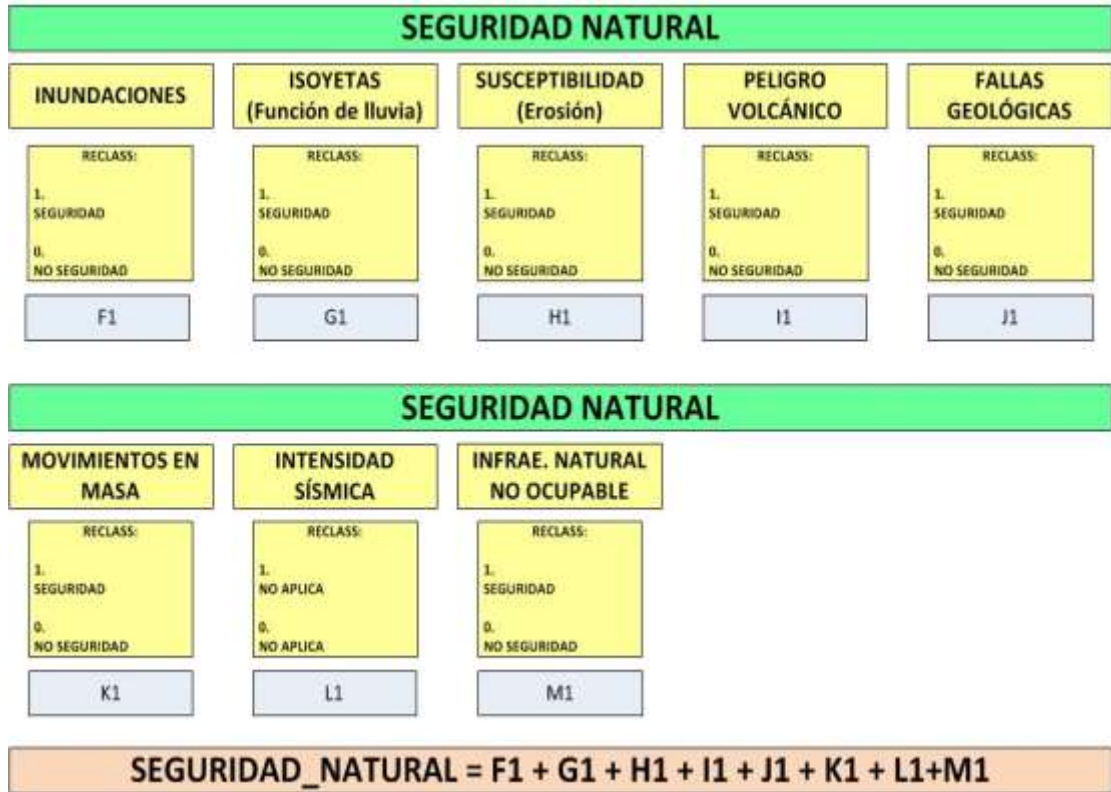 SEGURIDAD NATURAL
INUNDACIONES
ISOYETAS
(Función de lluvia)
SUSCEPTIBILIDAD
(Erosión)
PELIGRO
VOLCÁNICO
FALLAS
GEOLÓGICAS
RECLASS:
1.
SEGURIDAD
0.
NO SEGURIDAD
RECLASS:
1.
SEGURIDAD
0.
NO SEGURIDAD
RECLASS:
1.
SEGURIDAD
0.
NO SEGURIDAD
RECLASS:
1.
SEGURIDAD
0.
NO SEGURIDAD
RECLASS:
1.
SEGURIDAD
0.
NO SEGURIDAD
F1
G1
H1
I1
J1
SEGURIDAD NATURAL
MOVIMIENTOS EN
MASA
INTENSIDAD
SÍSMICA
INFRAE. NATURAL
NO OCUPABLE
RECLASS:
1.
SEGURIDAD
0.
NO SEGURIDAD
RECLASS:
1.
NO APLICA
0.
NO APLICA
RECLASS:
1.
SEGURIDAD
0.
NO SEGURIDAD
K1
L1
M1
SEGURIDAD_NATURAL = F1 + G1 + H1 + I1 + J1 + K1 + L1+M1